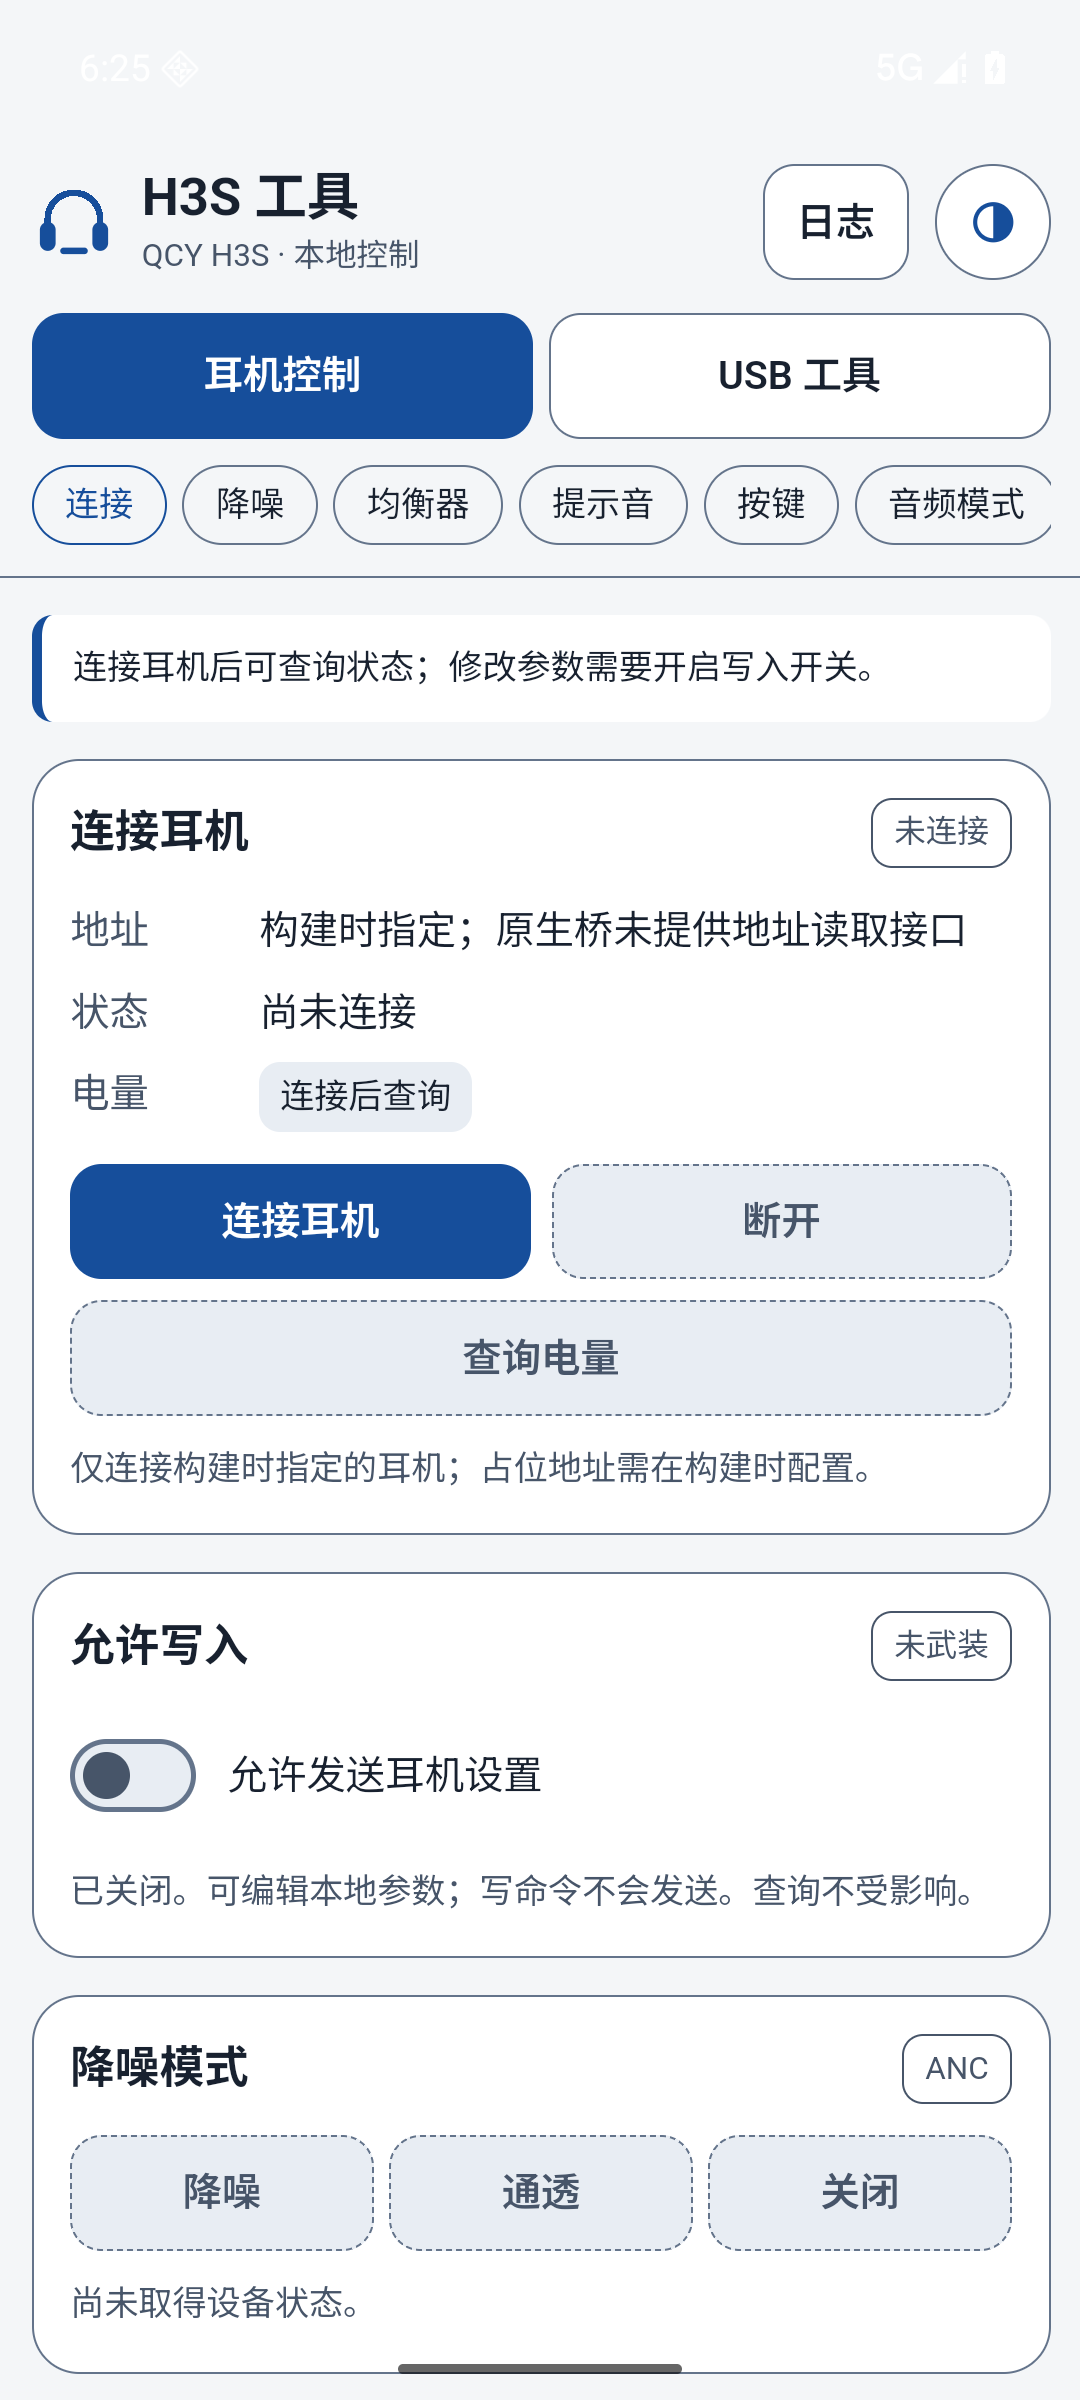 6:25
5G
H3S 工具
QCY H3S · 本地控制
日志
耳机控制
USB 工具
连接
降噪
均衡器
提示音
按键
音频模式
连接耳机后可查询状态；修改参数需要开启写入开关。
连接耳机
未连接
地址
构建时指定；原生桥未提供地址读取接口
状态
尚未连接
电量
连接后查询
连接耳机
断开
查询电量
仅连接构建时指定的耳机；占位地址需在构建时配置。
允许写入
未武装
允许发送耳机设置
已关闭。可编辑本地参数；写命令不会发送。查询不受影响。
降噪模式
ANC
降噪
通透
关闭
尚未取得设备状态。